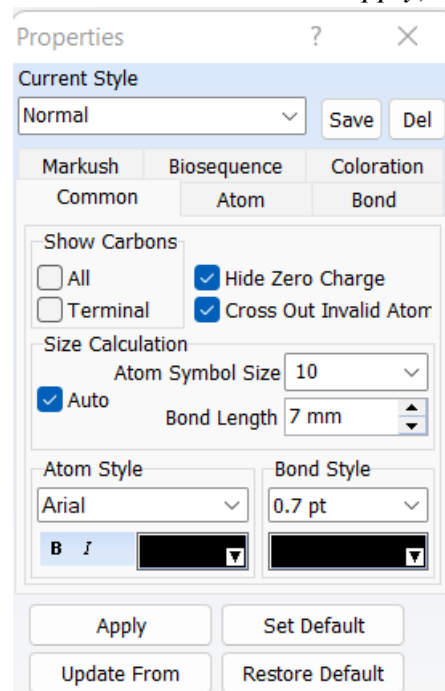 Properties ?
Current Style
Normal Save Del
Markush Biosequence Coloration
Common Atom Bond
Show Carbons
All Hide Zero Charge
Terminal Cross Out Invalid Atom
Size Calculation
Atom Symbol Size 10
Auto
Bond Length 7 mm
Atom Style Bond Style
Arial 0.7 pt
B I
Apply Set Default
Update From Restore Default